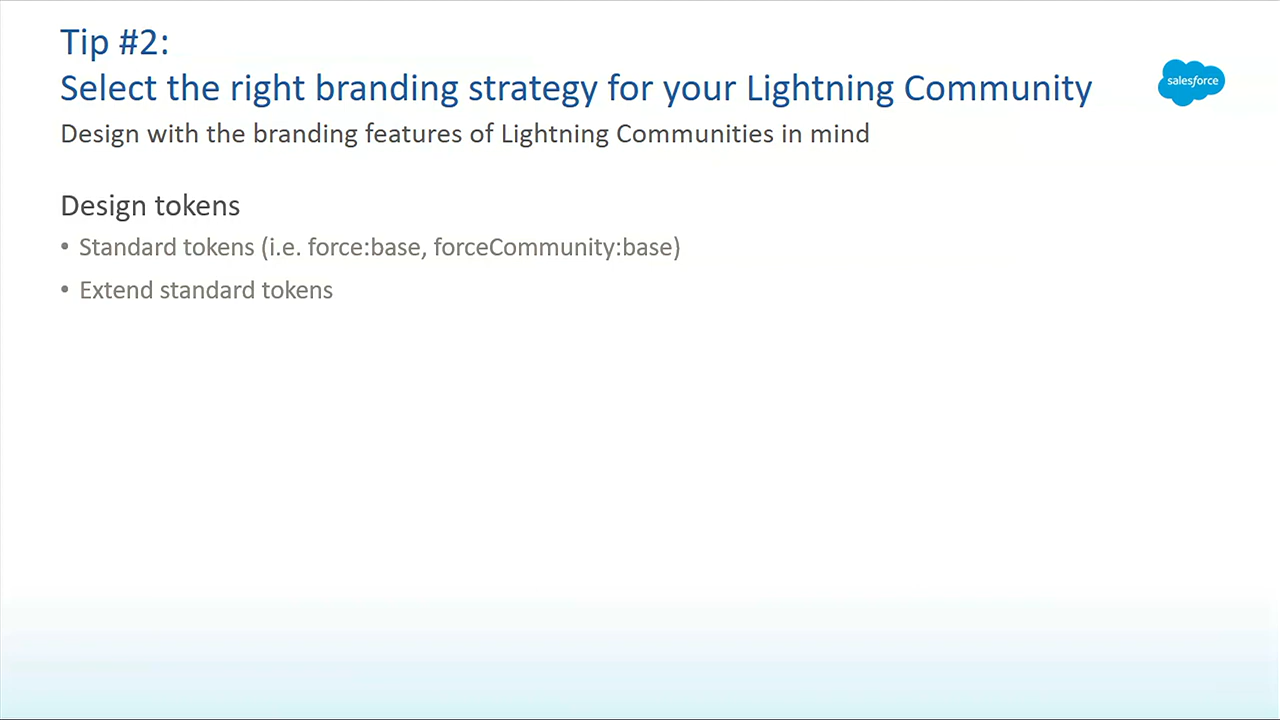 Tip #2:
Select the right branding strategy for your Lightning Community
salesforce
Design with the branding features of Lightning Communities in mind
Design tokens
• Standard tokens (i.e. force:base, forceCommunity:base)
• Extend standard tokens